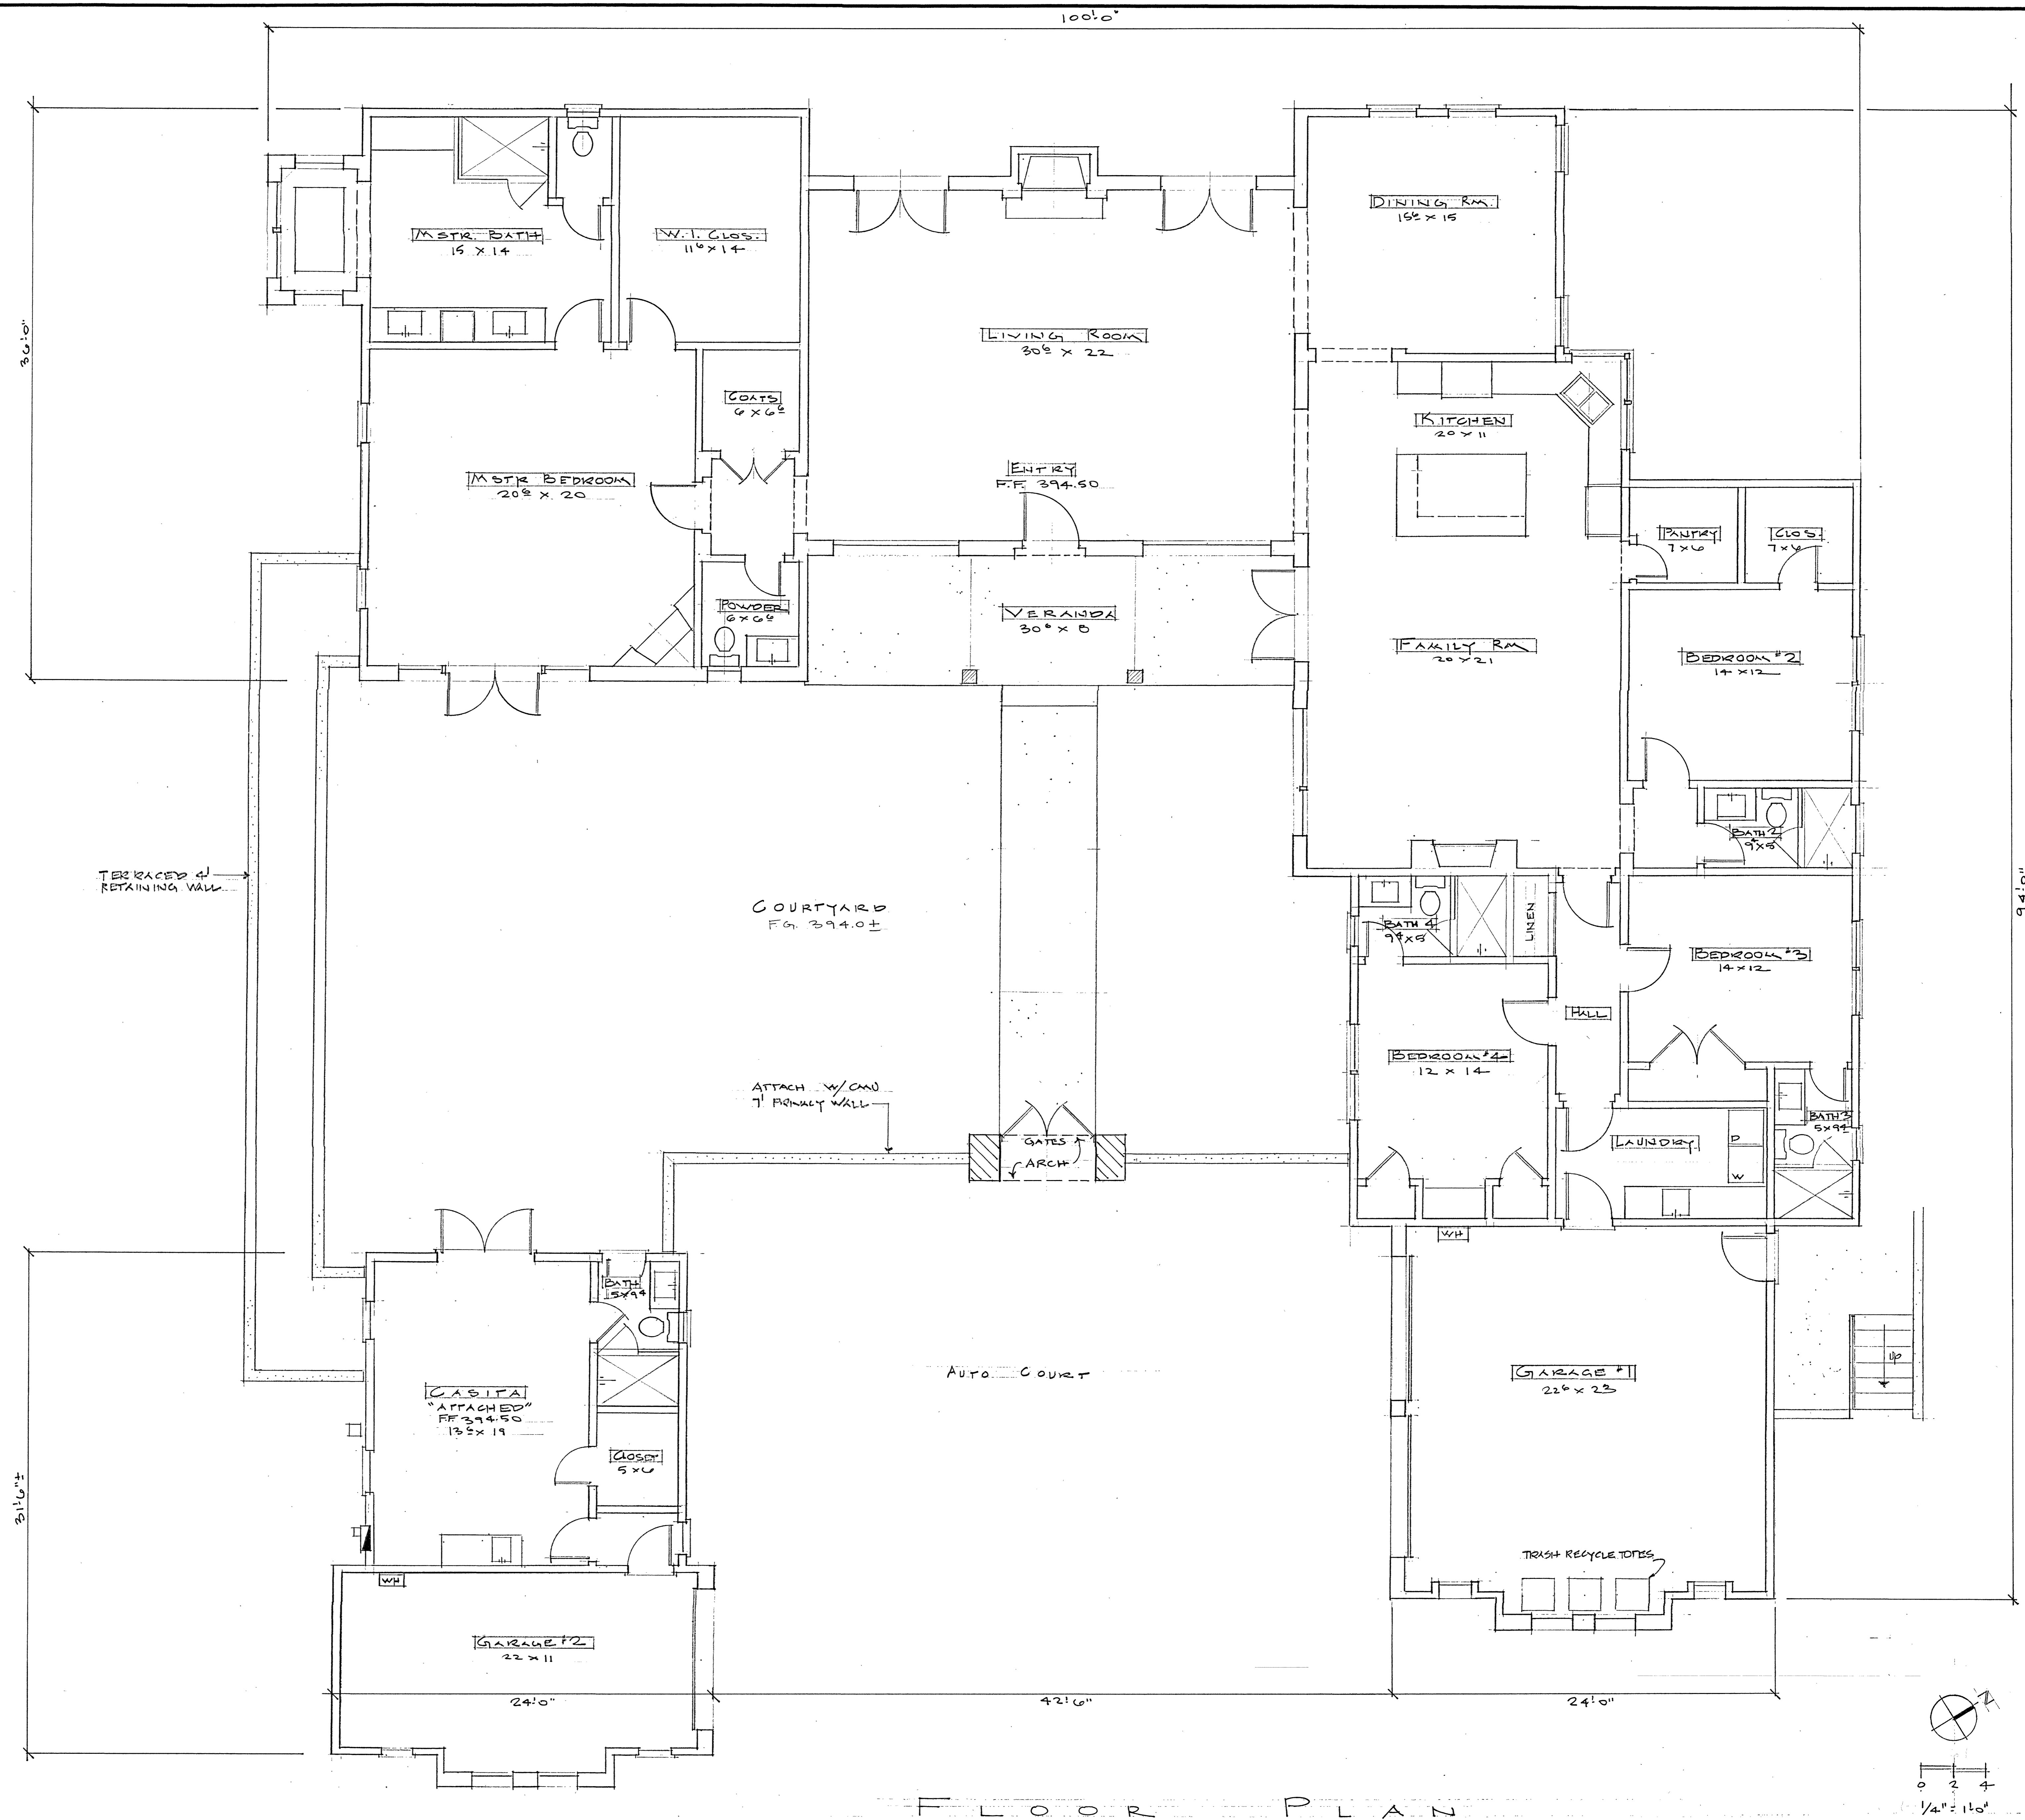 100'-0"
36'-0"
MSTR. BATH
15 x 14
W.I. CLOS.
11⁶ x 14
DINING RM.
15⁶ x 15
LIVING ROOM
30⁶ x 22
COATS
6 x 6⁶
KITCHEN
20 x 11
MSTR BEDROOM
20⁶ x 20
ENTRY
F.F. 394.50
PANTRY
7 x 6
CLOS.
7 x 6
POWDER
6 x 6⁶
VERANDA
30⁶ x 8
FAMILY RM
20 x 21
BEDROOM #2
14 x 12
BATH 2
9⁴ x 5
TERRACED 4'
RETAINING WALL
COURTYARD
F.G. 394.0±
94'-0"
BATH 4
9⁴ x 5
LINEN
BEDROOM #3
14 x 12
HALL
BEDROOM #4
12 x 14
ATTACH W/CMU
7' PRIVACY WALL
GATES
ARCH
LAUNDRY
D
W
BATH 3
5 x 9⁴
WH
BATH
5 x 9⁴
CASITA
"ATTACHED"
FF 394.50
13⁶ x 19
AUTO COURT
GARAGE #1
22⁶ x 23
UP
CLOSET
5 x 6
31'-6"±
TRASH RECYCLE TOTES
WH
GARAGE #2
22 x 11
24'-0"
42'-6"
24'-0"
N
0 2 4
1/4" = 1'-0"
FLOOR PLAN